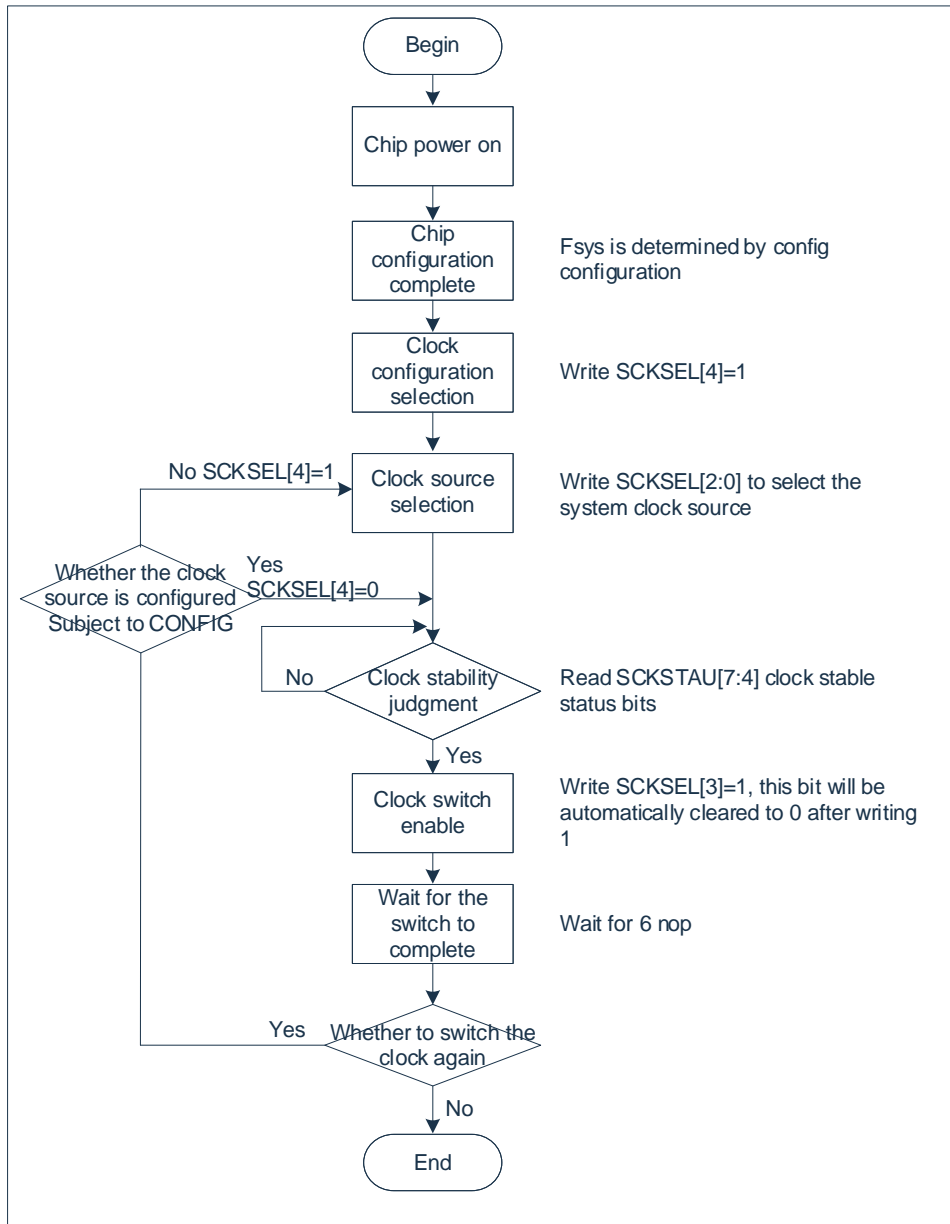 Begin
Chip power on
Chip
configuration
complete
Fsys is determined by config
configuration
Clock
configuration
selection
Write SCKSEL[4]=1
No SCKSEL[4]=1
Clock source
selection
Write SCKSEL[2:0] to select the
system clock source
Whether the clock
source is configured
Subject to CONFIG
Yes
SCKSEL[4]=0
No
Clock stability
judgment
Read SCKSTAU[7:4] clock stable
status bits
Yes
Clock switch
enable
Write SCKSEL[3]=1, this bit will be
automatically cleared to 0 after writing
1
Wait for the
switch to
complete
Wait for 6 nop
Yes
Whether to switch the
clock again
No
End